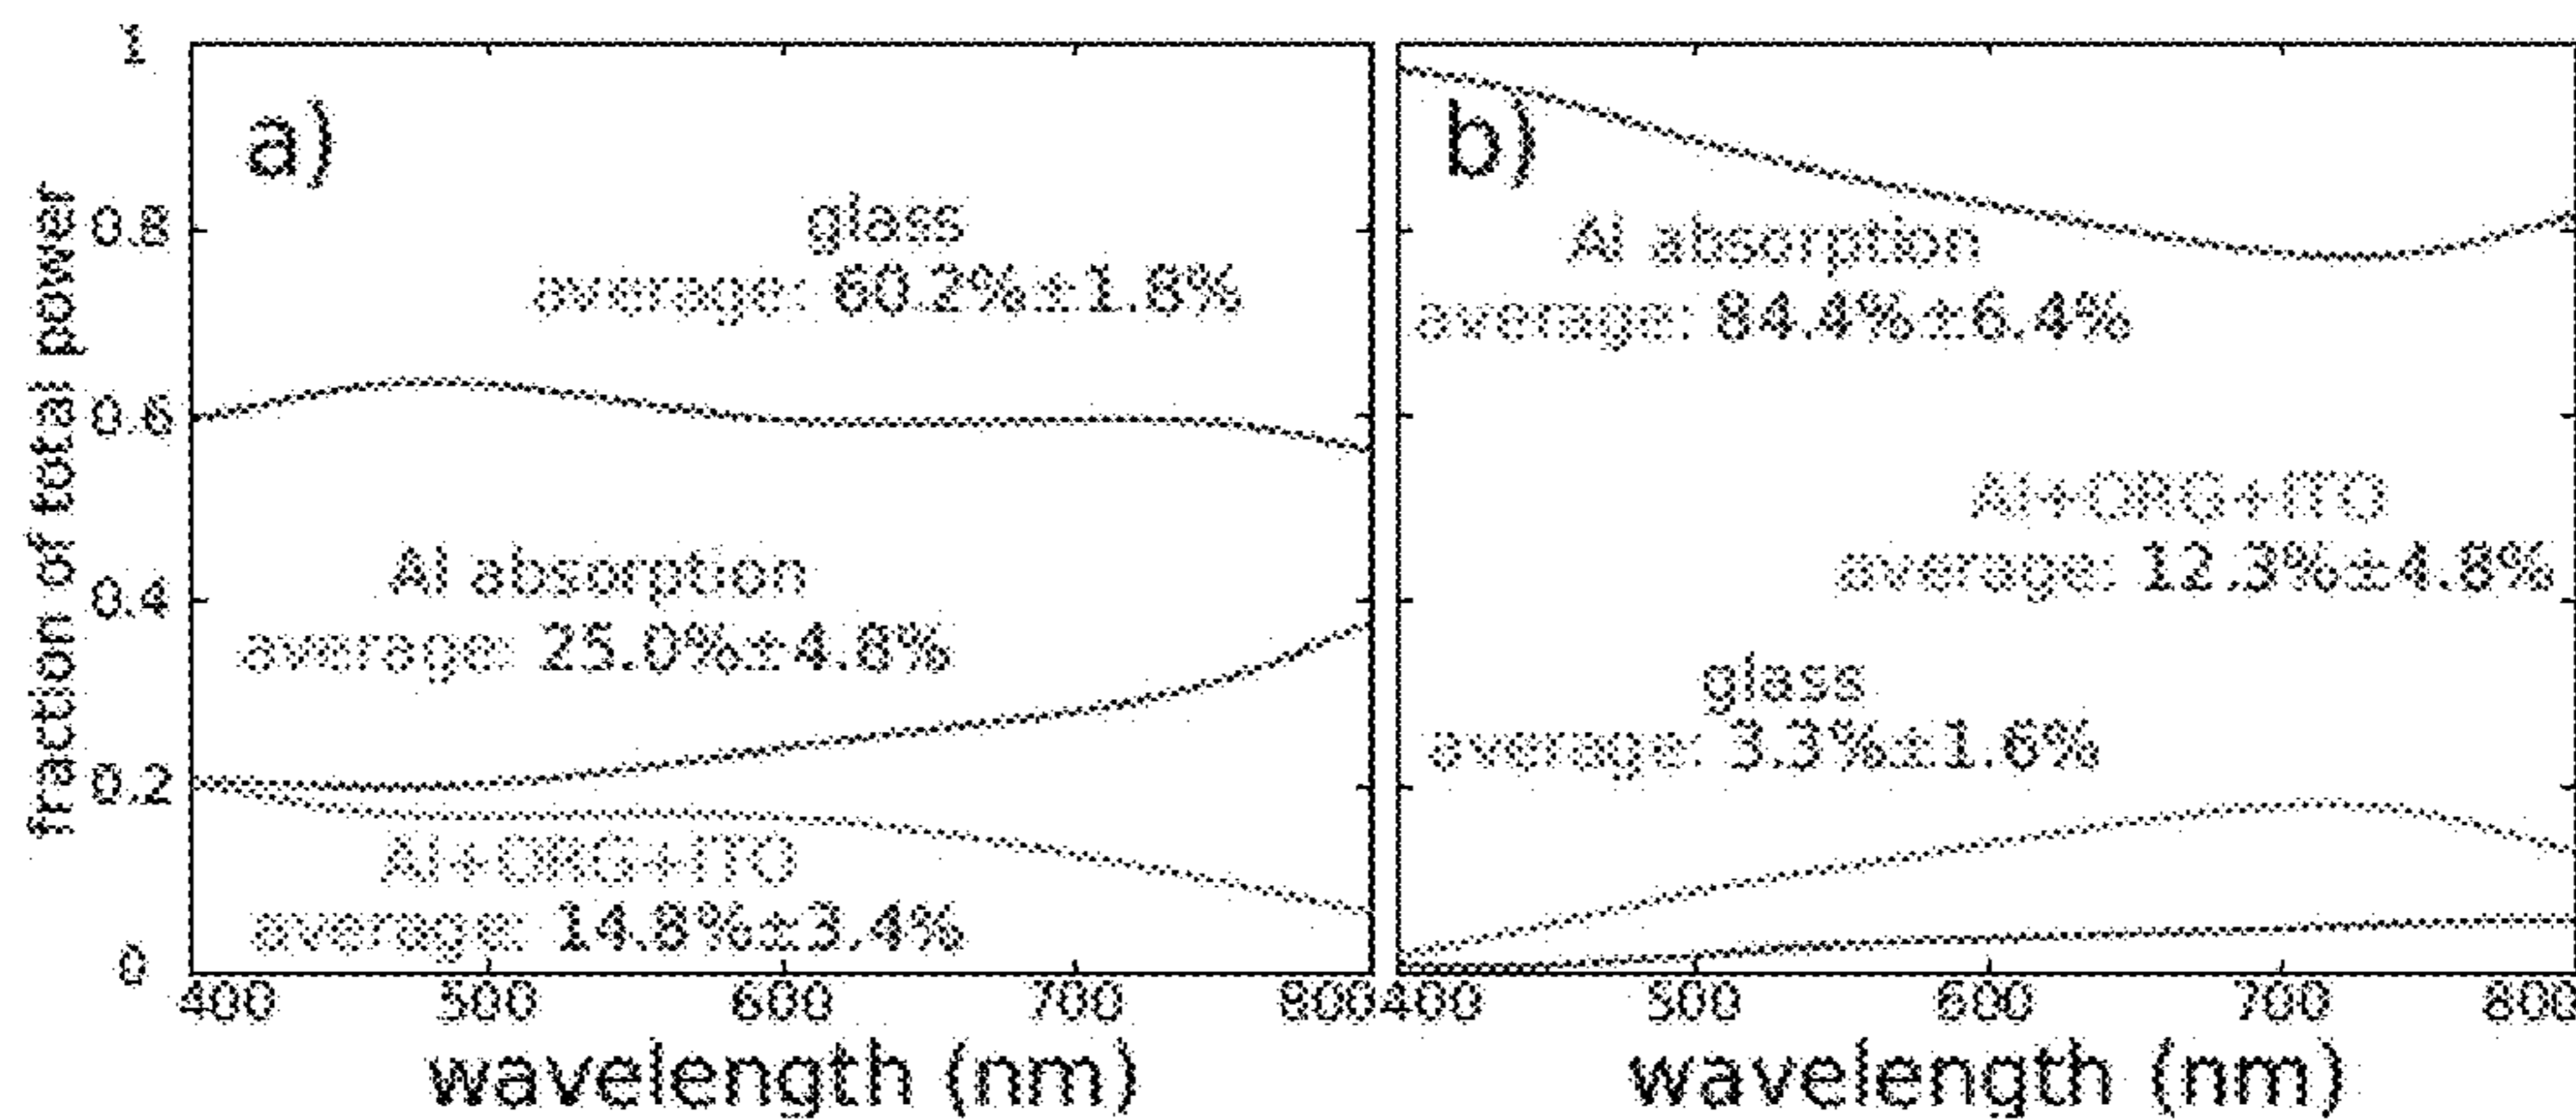 fraction of total power
1
0.8
0.6
0.4
0.2
0
a)
glass
average: 60.2%±1.8%
Al absorption
average: 25.0%±4.8%
Al+ORG+ITO
average: 14.8%±3.4%
400 500 600 700 800
wavelength (nm)
b)
Al absorption
average: 84.4%±6.4%
Al+ORG+ITO
average: 12.3%±4.8%
glass
average: 3.3%±1.6%
400 500 600 700 800
wavelength (nm)